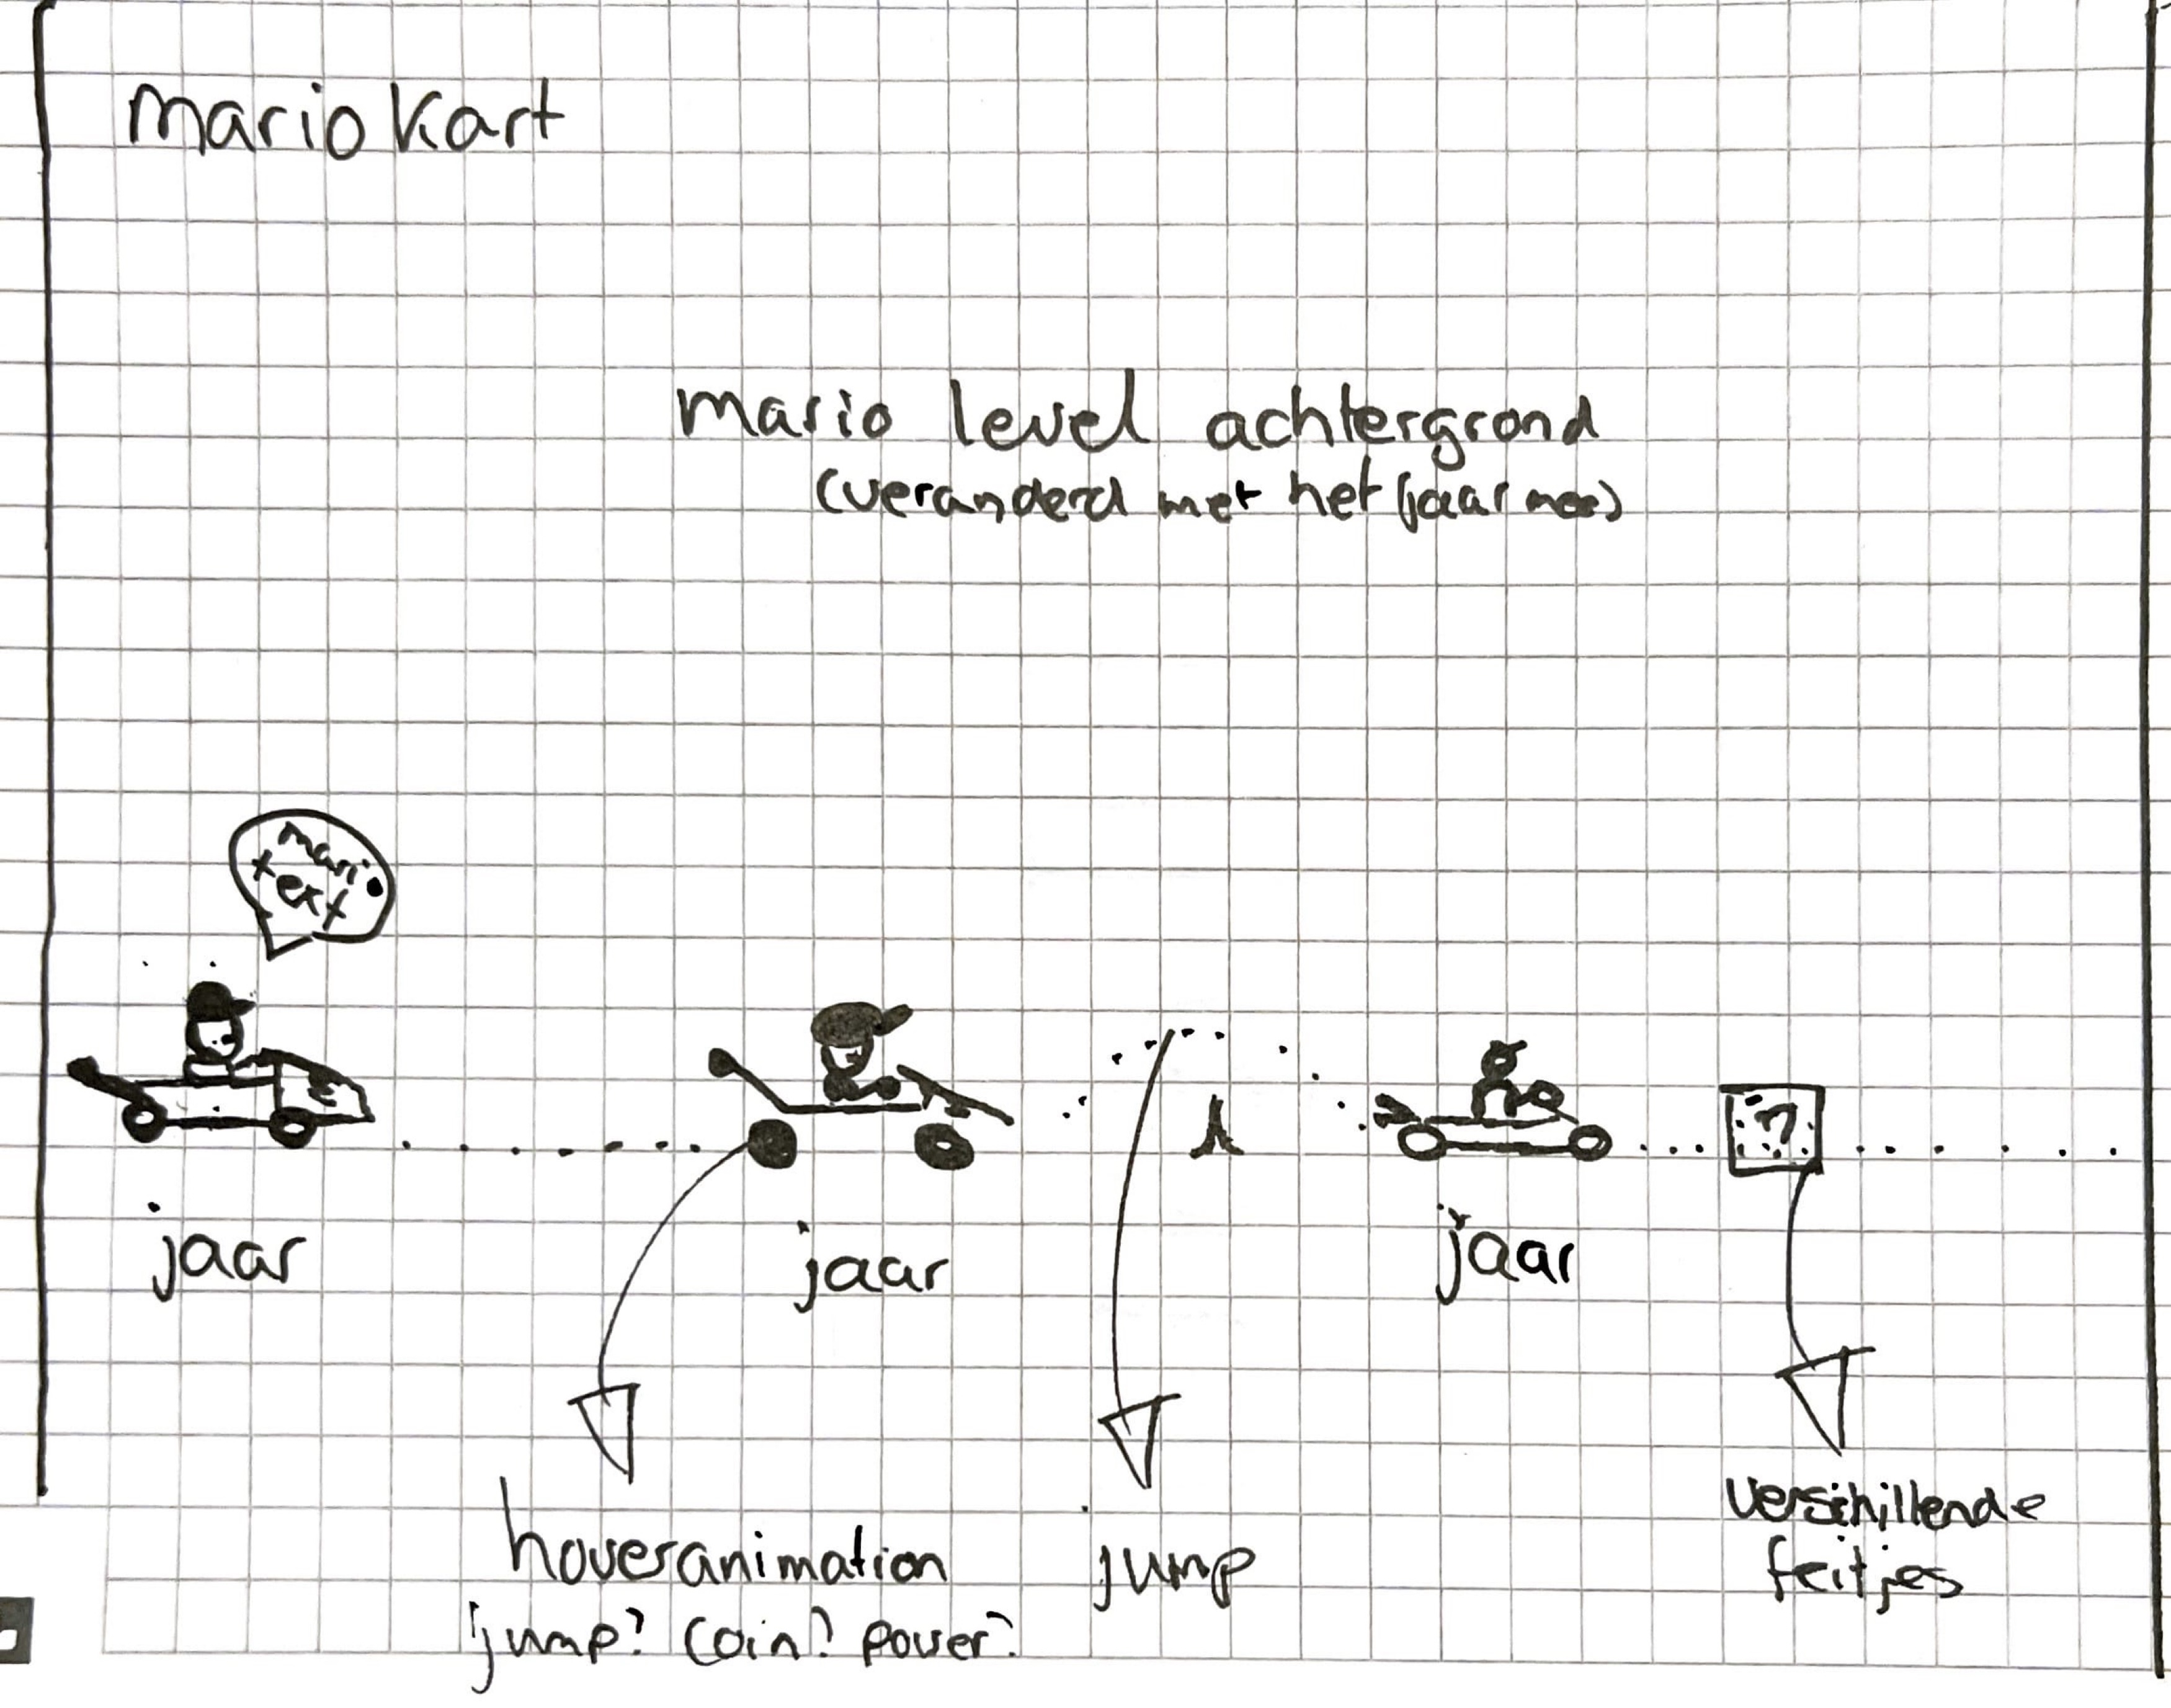 mario Kart
mario level achtergrond
(veranderd met het jaar mee)
mario
text
?
jaar
jaar
jaar
hoveranimation
jump? coin? power?
jump
verschillende
feitjes